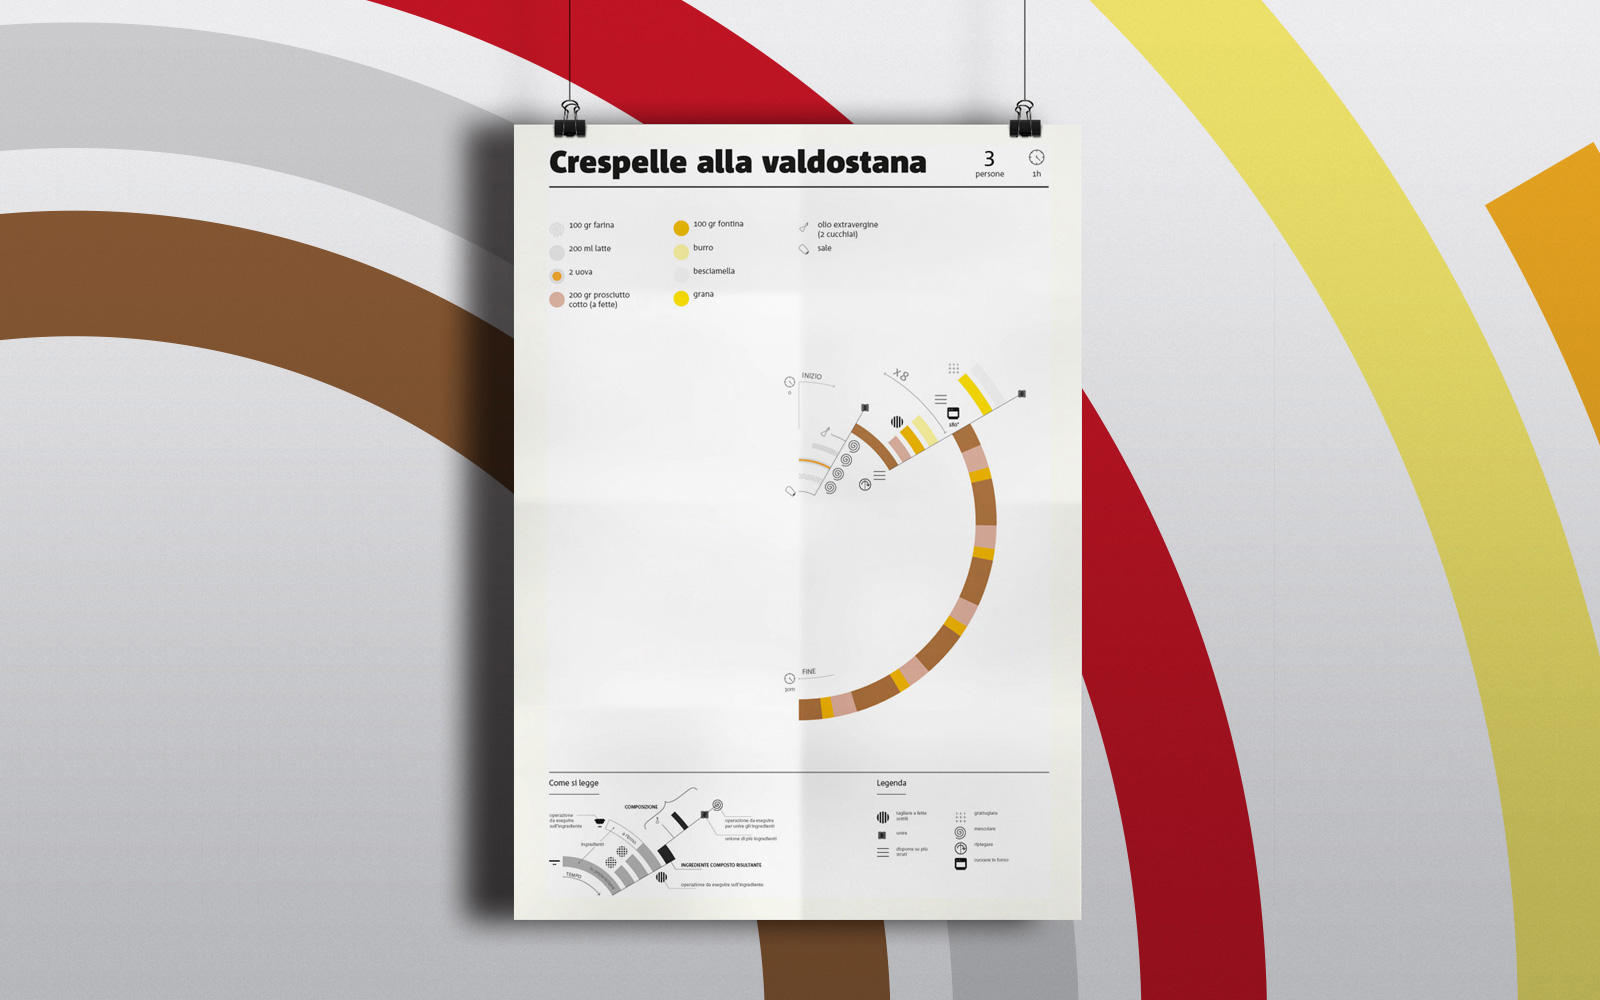 Crespelle alla valdostana
3
persone
1h
100 gr farina
200 ml latte
2 uova
200 gr prosciutto
cotto (a fette)
100 gr fontina
burro
besciamella
grana
olio extravergine
(2 cucchiai)
sale
INIZIO
0
x8
180°
FINE
30m
Come si legge
operazione
da eseguire
sull'ingrediente
COMPOSIZIONE
ingredienti
TEMPO
operazione da eseguire
per unire gli ingredienti
unione di più ingredienti
INGREDIENTE COMPOSTO RISULTANTE
operazione da eseguire sull'ingrediente
Legenda
tagliare a fette
sottili
unire
disporre su più
strati
grattugiare
mescolare
ripiegare
cuocere in forno